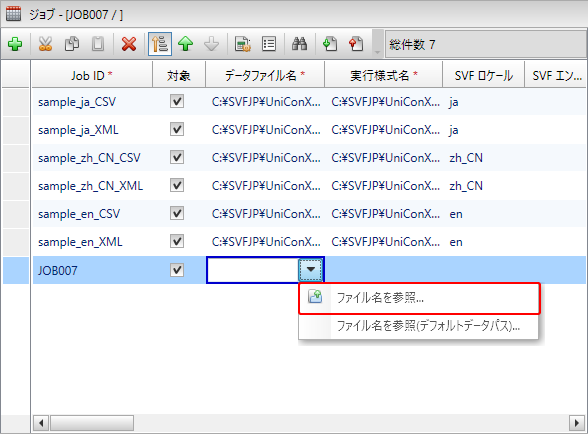 ジョブ - [JOB007 / ]
総件数 7
Job ID * 対象 データファイル名 * 実行様式名 * SVF ロケール SVF エン...
sample_ja_CSV C:¥SVFJP¥UniConX... C:¥SVFJP¥UniConX... ja
sample_ja_XML C:¥SVFJP¥UniConX... C:¥SVFJP¥UniConX... ja
sample_zh_CN_CSV C:¥SVFJP¥UniConX... C:¥SVFJP¥UniConX... zh_CN
sample_zh_CN_XML C:¥SVFJP¥UniConX... C:¥SVFJP¥UniConX... zh_CN
sample_en_CSV C:¥SVFJP¥UniConX... C:¥SVFJP¥UniConX... en
sample_en_XML C:¥SVFJP¥UniConX... C:¥SVFJP¥UniConX... en
JOB007
ファイル名を参照...
ファイル名を参照(デフォルトデータパス)...